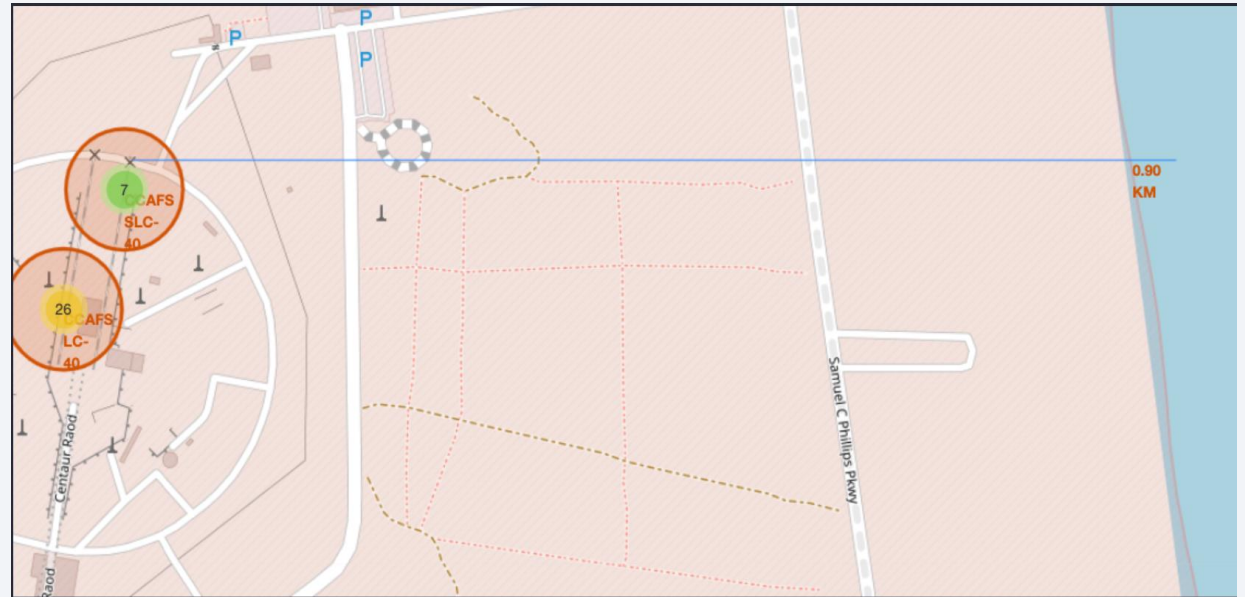 P
P
P
7
CCAFS
SLC-
40
0.90
KM
26
CCAFS
LC-
40
Samuel C Phillips Pkwy
Centaur Raod
Raod